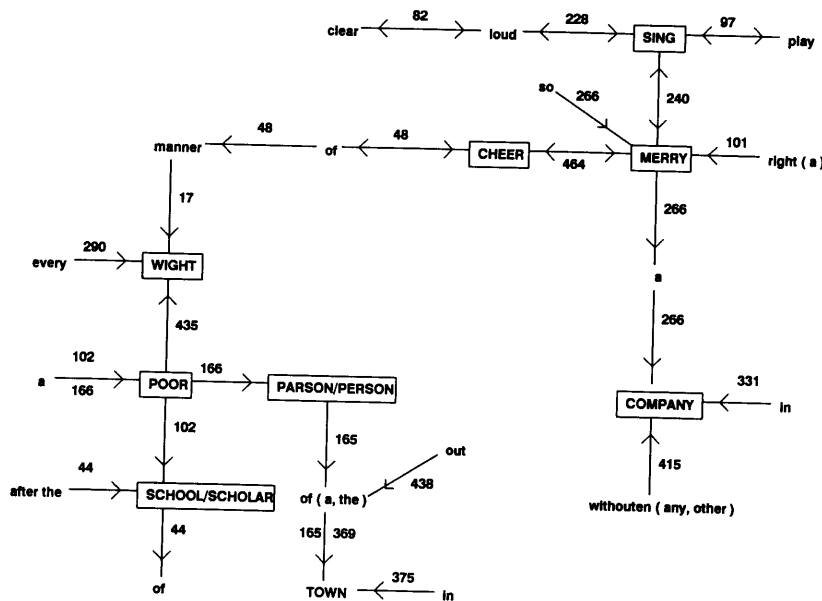 82 228 97
clear loud SING play
so 266 240
48 48 101
manner of CHEER 464 MERRY right ( a )
17 266
290
every WIGHT a
435 266
102 166
a POOR PARSON/PERSON 331
166 COMPANY in
102 165 415
44 out
after the SCHOOL/SCHOLAR of ( a, the ) 438 withouten ( any, other )
44 165 369
375
of TOWN in